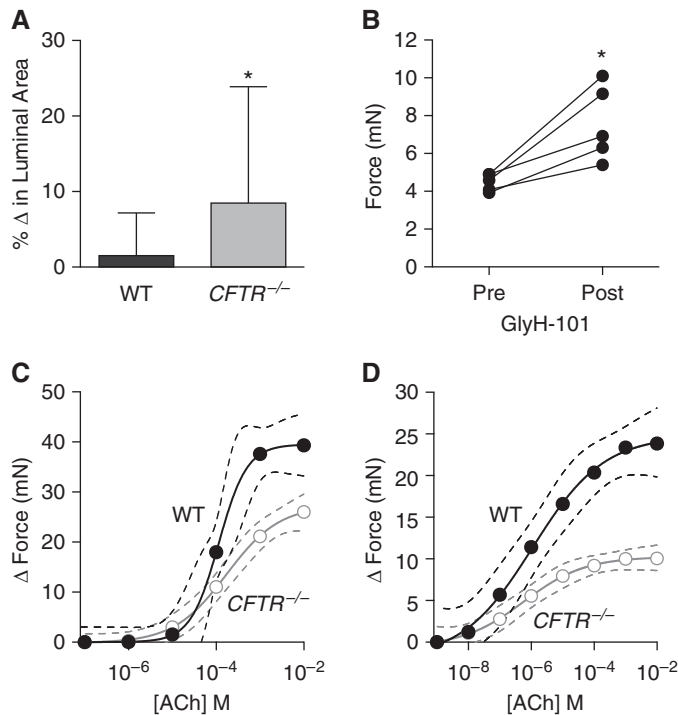 A
% Δ in Luminal Area
30
20
10
0
*
WT
CFTR–/–
B
Force (mN)
12
10
8
6
4
2
0
*
Pre
Post
GlyH-101
C
Δ Force (mN)
50
40
30
20
10
0
WT
CFTR–/–
10–6
10–4
10–2
[ACh] M
D
Δ Force (mN)
30
25
20
15
10
5
0
WT
CFTR–/–
10–8
10–6
10–4
10–2
[ACh] M